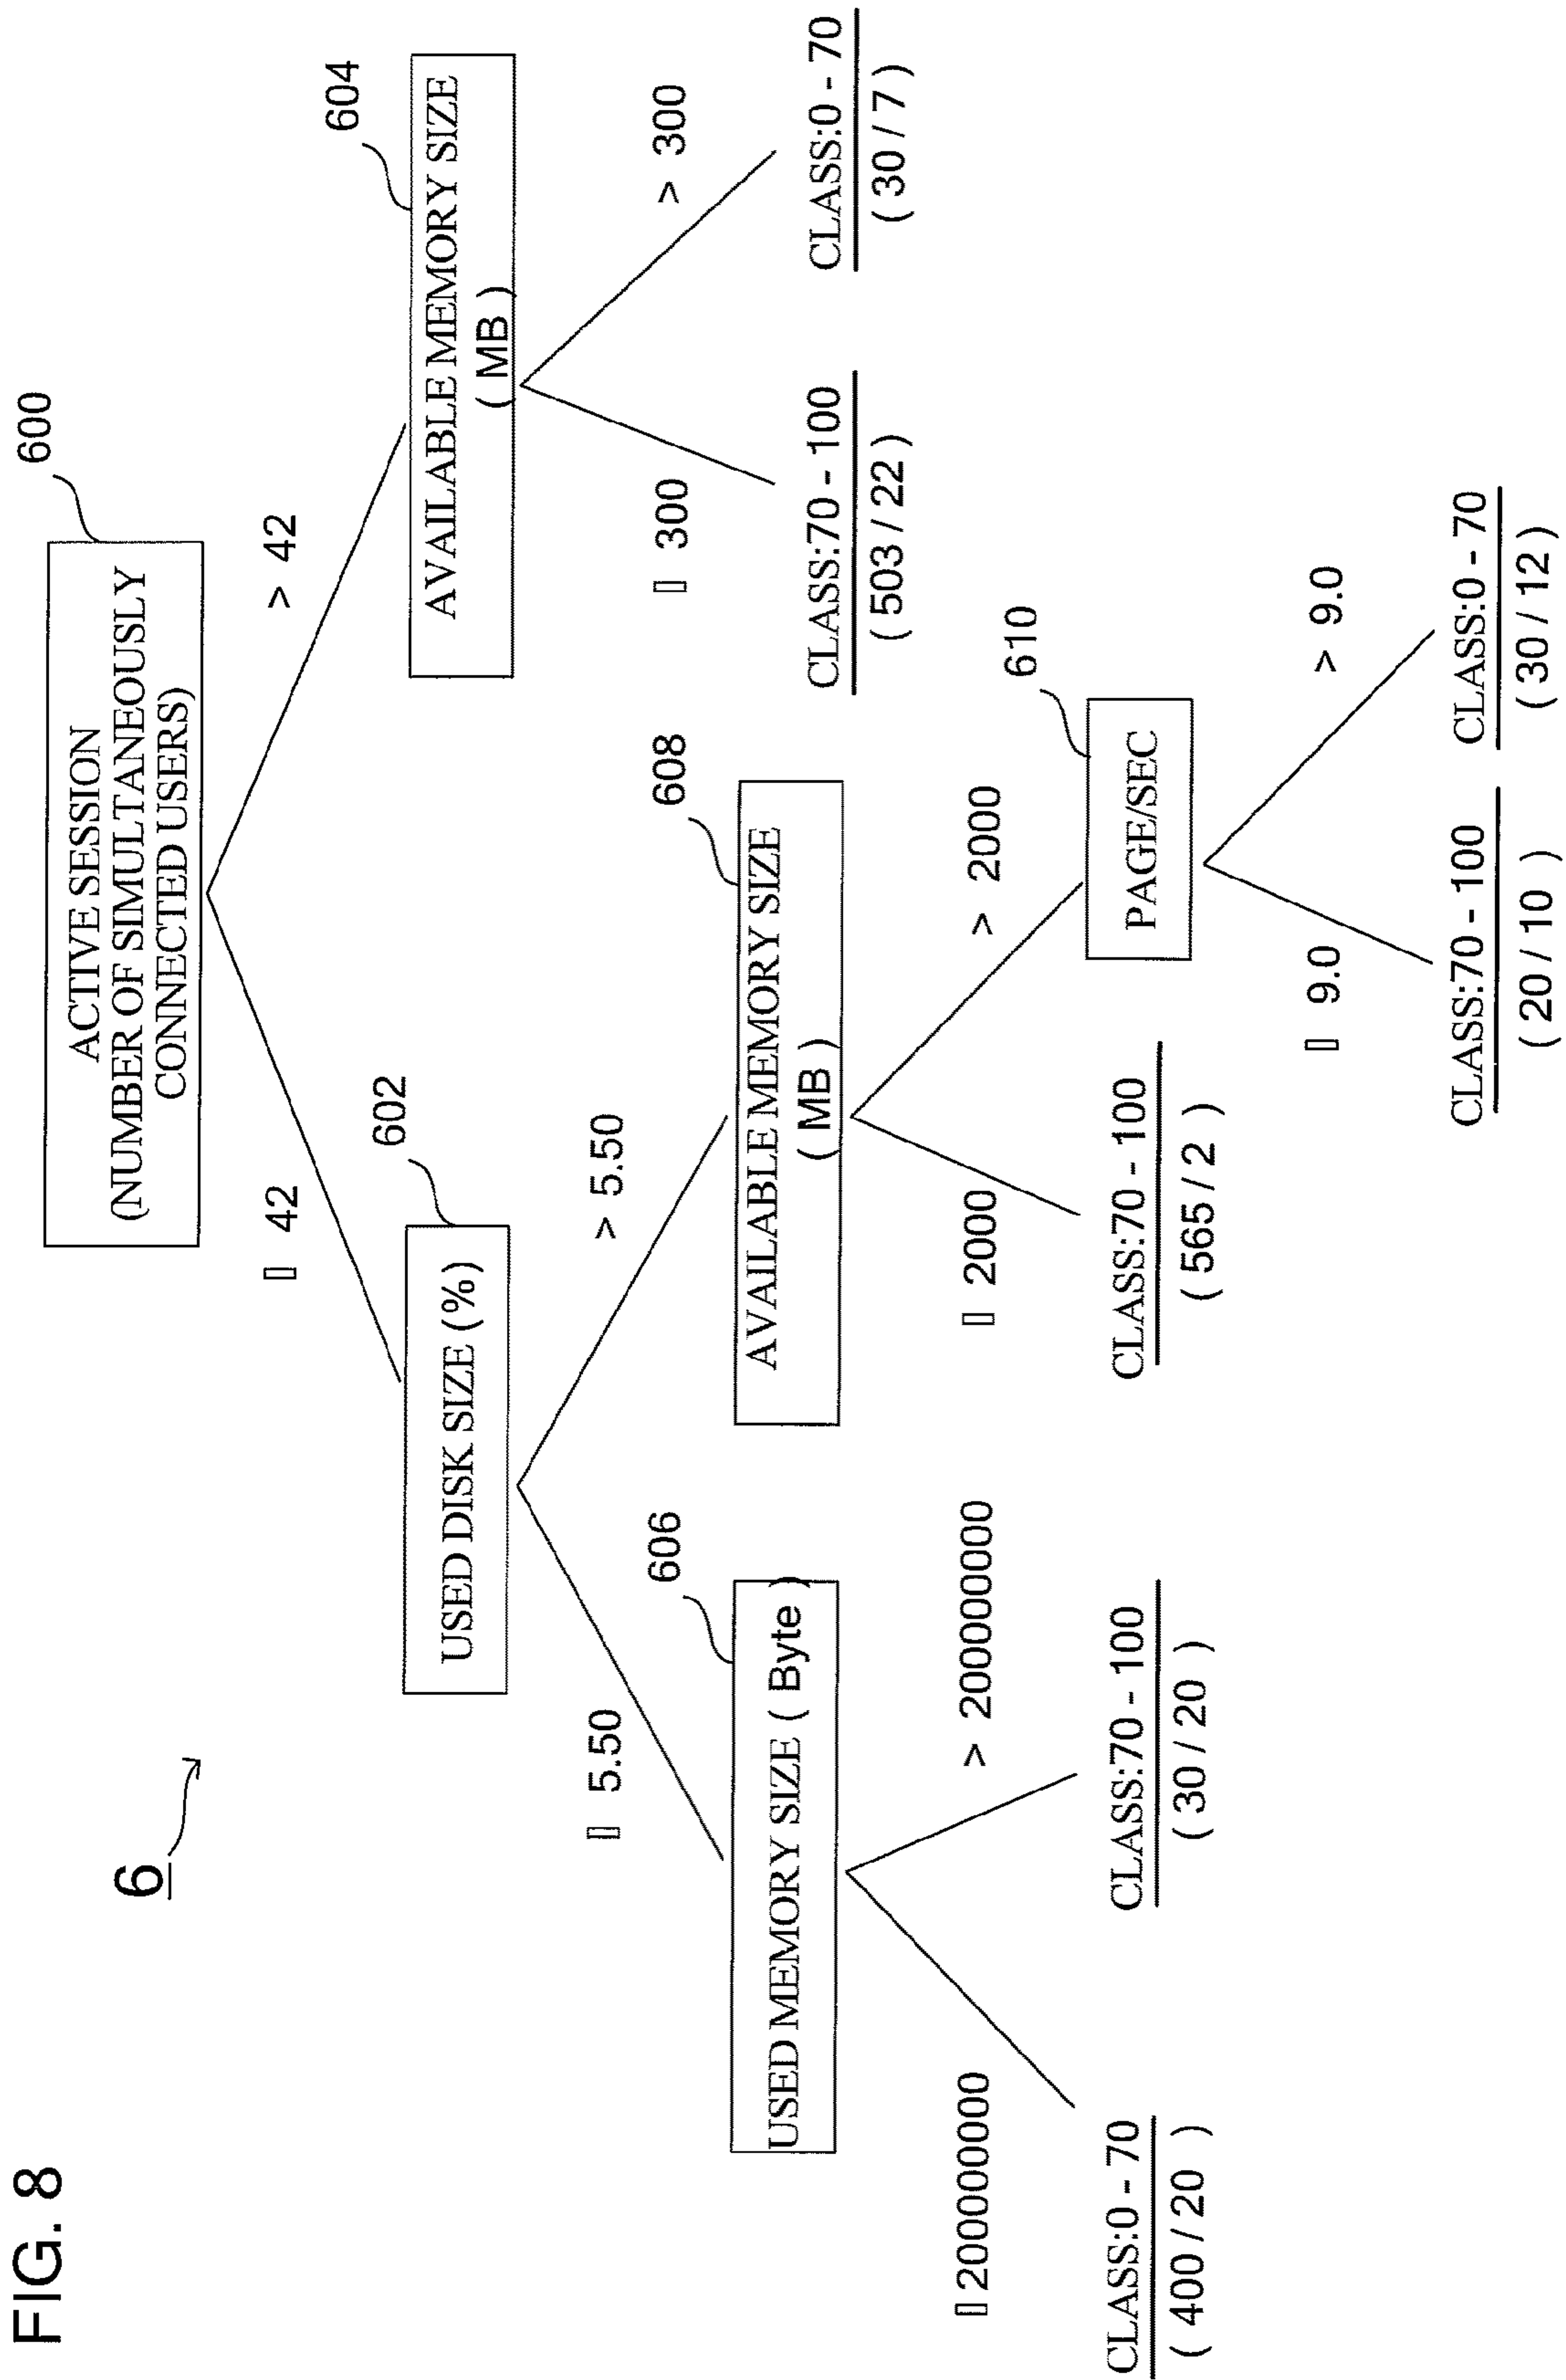 FIG. 8
6
600
ACTIVE SESSION
(NUMBER OF SIMULTANEOUSLY
CONNECTED USERS)
▯ 42
> 42
602
USED DISK SIZE (%)
604
AVAILABLE MEMORY SIZE
( MB )
▯ 5.50
> 5.50
▯ 300
> 300
606
USED MEMORY SIZE ( Byte )
608
AVAILABLE MEMORY SIZE
( MB )
CLASS:70 - 100
( 503 / 22 )
CLASS:0 - 70
( 30 / 7 )
▯200000000
> 200000000
▯ 2000
> 2000
610
PAGE/SEC
CLASS:0 - 70
( 400 / 20 )
CLASS:70 - 100
( 30 / 20 )
CLASS:70 - 100
( 565 / 2 )
▯ 9.0
> 9.0
CLASS:70 - 100
( 20 / 10 )
CLASS:0 - 70
( 30 / 12 )